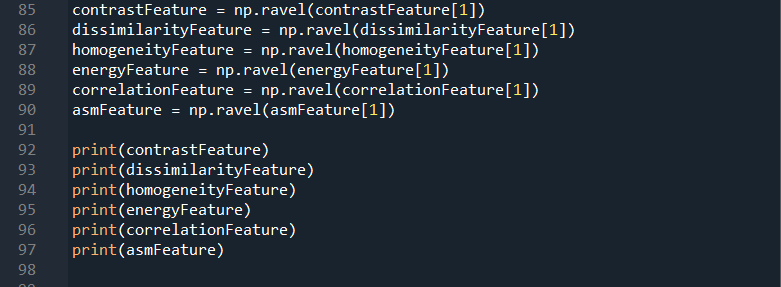 85 contrastFeature = np.ravel(contrastFeature[1])
86 dissimilarityFeature = np.ravel(dissimilarityFeature[1])
87 homogeneityFeature = np.ravel(homogeneityFeature[1])
88 energyFeature = np.ravel(energyFeature[1])
89 correlationFeature = np.ravel(correlationFeature[1])
90 asmFeature = np.ravel(asmFeature[1])
91
92 print(contrastFeature)
93 print(dissimilarityFeature)
94 print(homogeneityFeature)
95 print(energyFeature)
96 print(correlationFeature)
97 print(asmFeature)
98